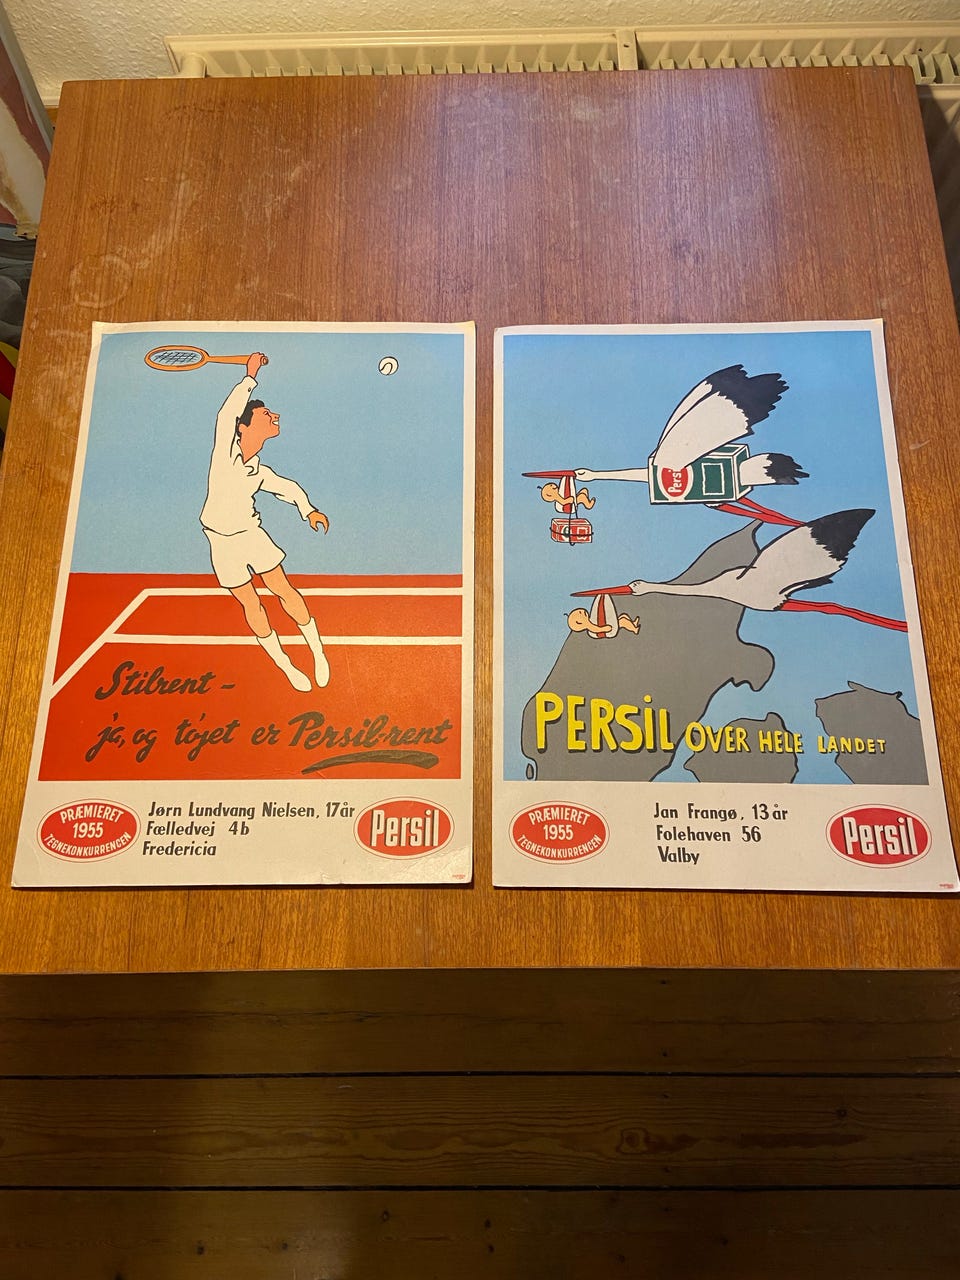 Stilrent -
ja, og tøjet er Persil-rent
PRÆMIERET
1955
TEGNEKONKURRENCEN
Jørn Lundvang Nielsen, 17 år
Fælledvej 4b
Fredericia
Persil
Persil
PERSiL OVER HELE LANDET
PRÆMIERET
1955
TEGNEKONKURRENCEN
Jan Frangø, 13 år
Folehaven 56
Valby
Persil